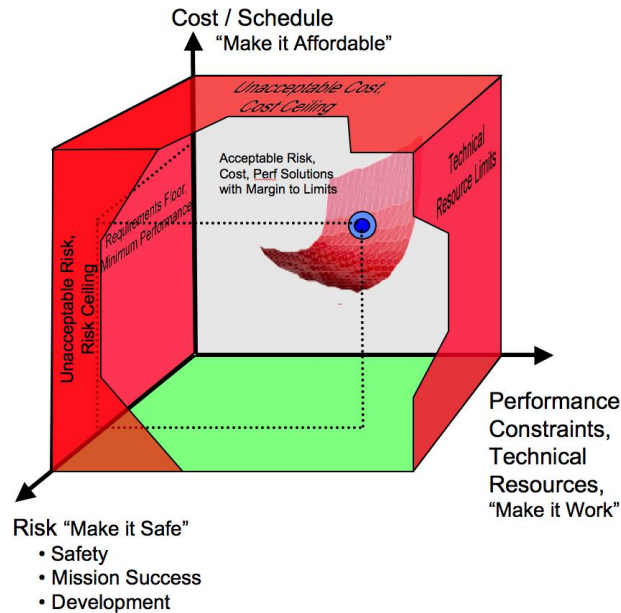 Cost / Schedule
“Make it Affordable”
Unacceptable Cost,
Cost Ceiling
Acceptable Risk,
Cost, Perf Solutions
with Margin to Limits
Technical
Resource Limits
Requirements Floor,
Minimum Performance
Unacceptable Risk,
Risk Ceiling
Performance
Constraints,
Technical
Resources,
“Make it Work”
Risk “Make it Safe”
• Safety
• Mission Success
• Development